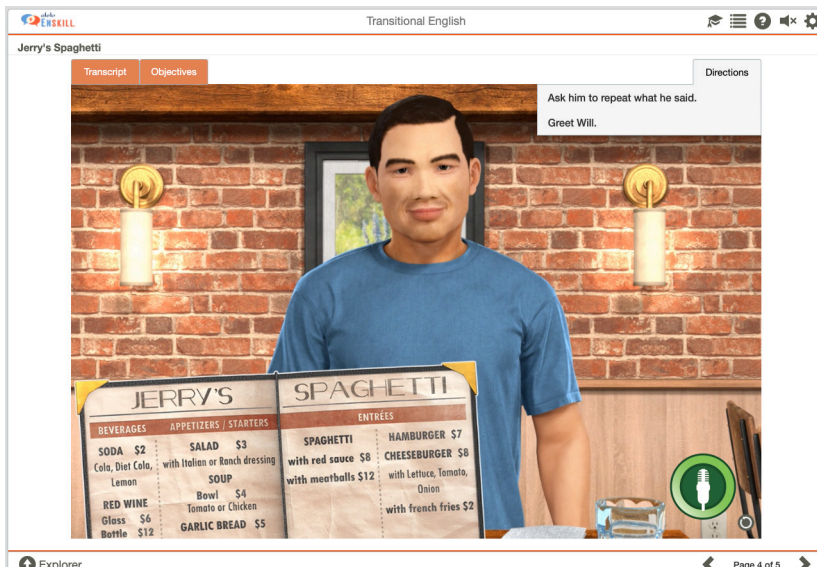 alelo
ENSKILL
Transitional English
Jerry's Spaghetti
Transcript
Objectives
Directions
Ask him to repeat what he said.
Greet Will.
JERRY'S
BEVERAGES
SODA $2
Cola, Diet Cola,
Lemon
RED WINE
Glass $6
Bottle $12
APPETIZERS / STARTERS
SALAD $3
with Italian or Ranch dressing
SOUP
Bowl $4
Tomato or Chicken
GARLIC BREAD $5
SPAGHETTI
ENTRÉES
SPAGHETTI
with red sauce $8
with meatballs $12
HAMBURGER $7
CHEESEBURGER $8
with Lettuce, Tomato,
Onion
with french fries $2
Explorer
Page 4 of 5